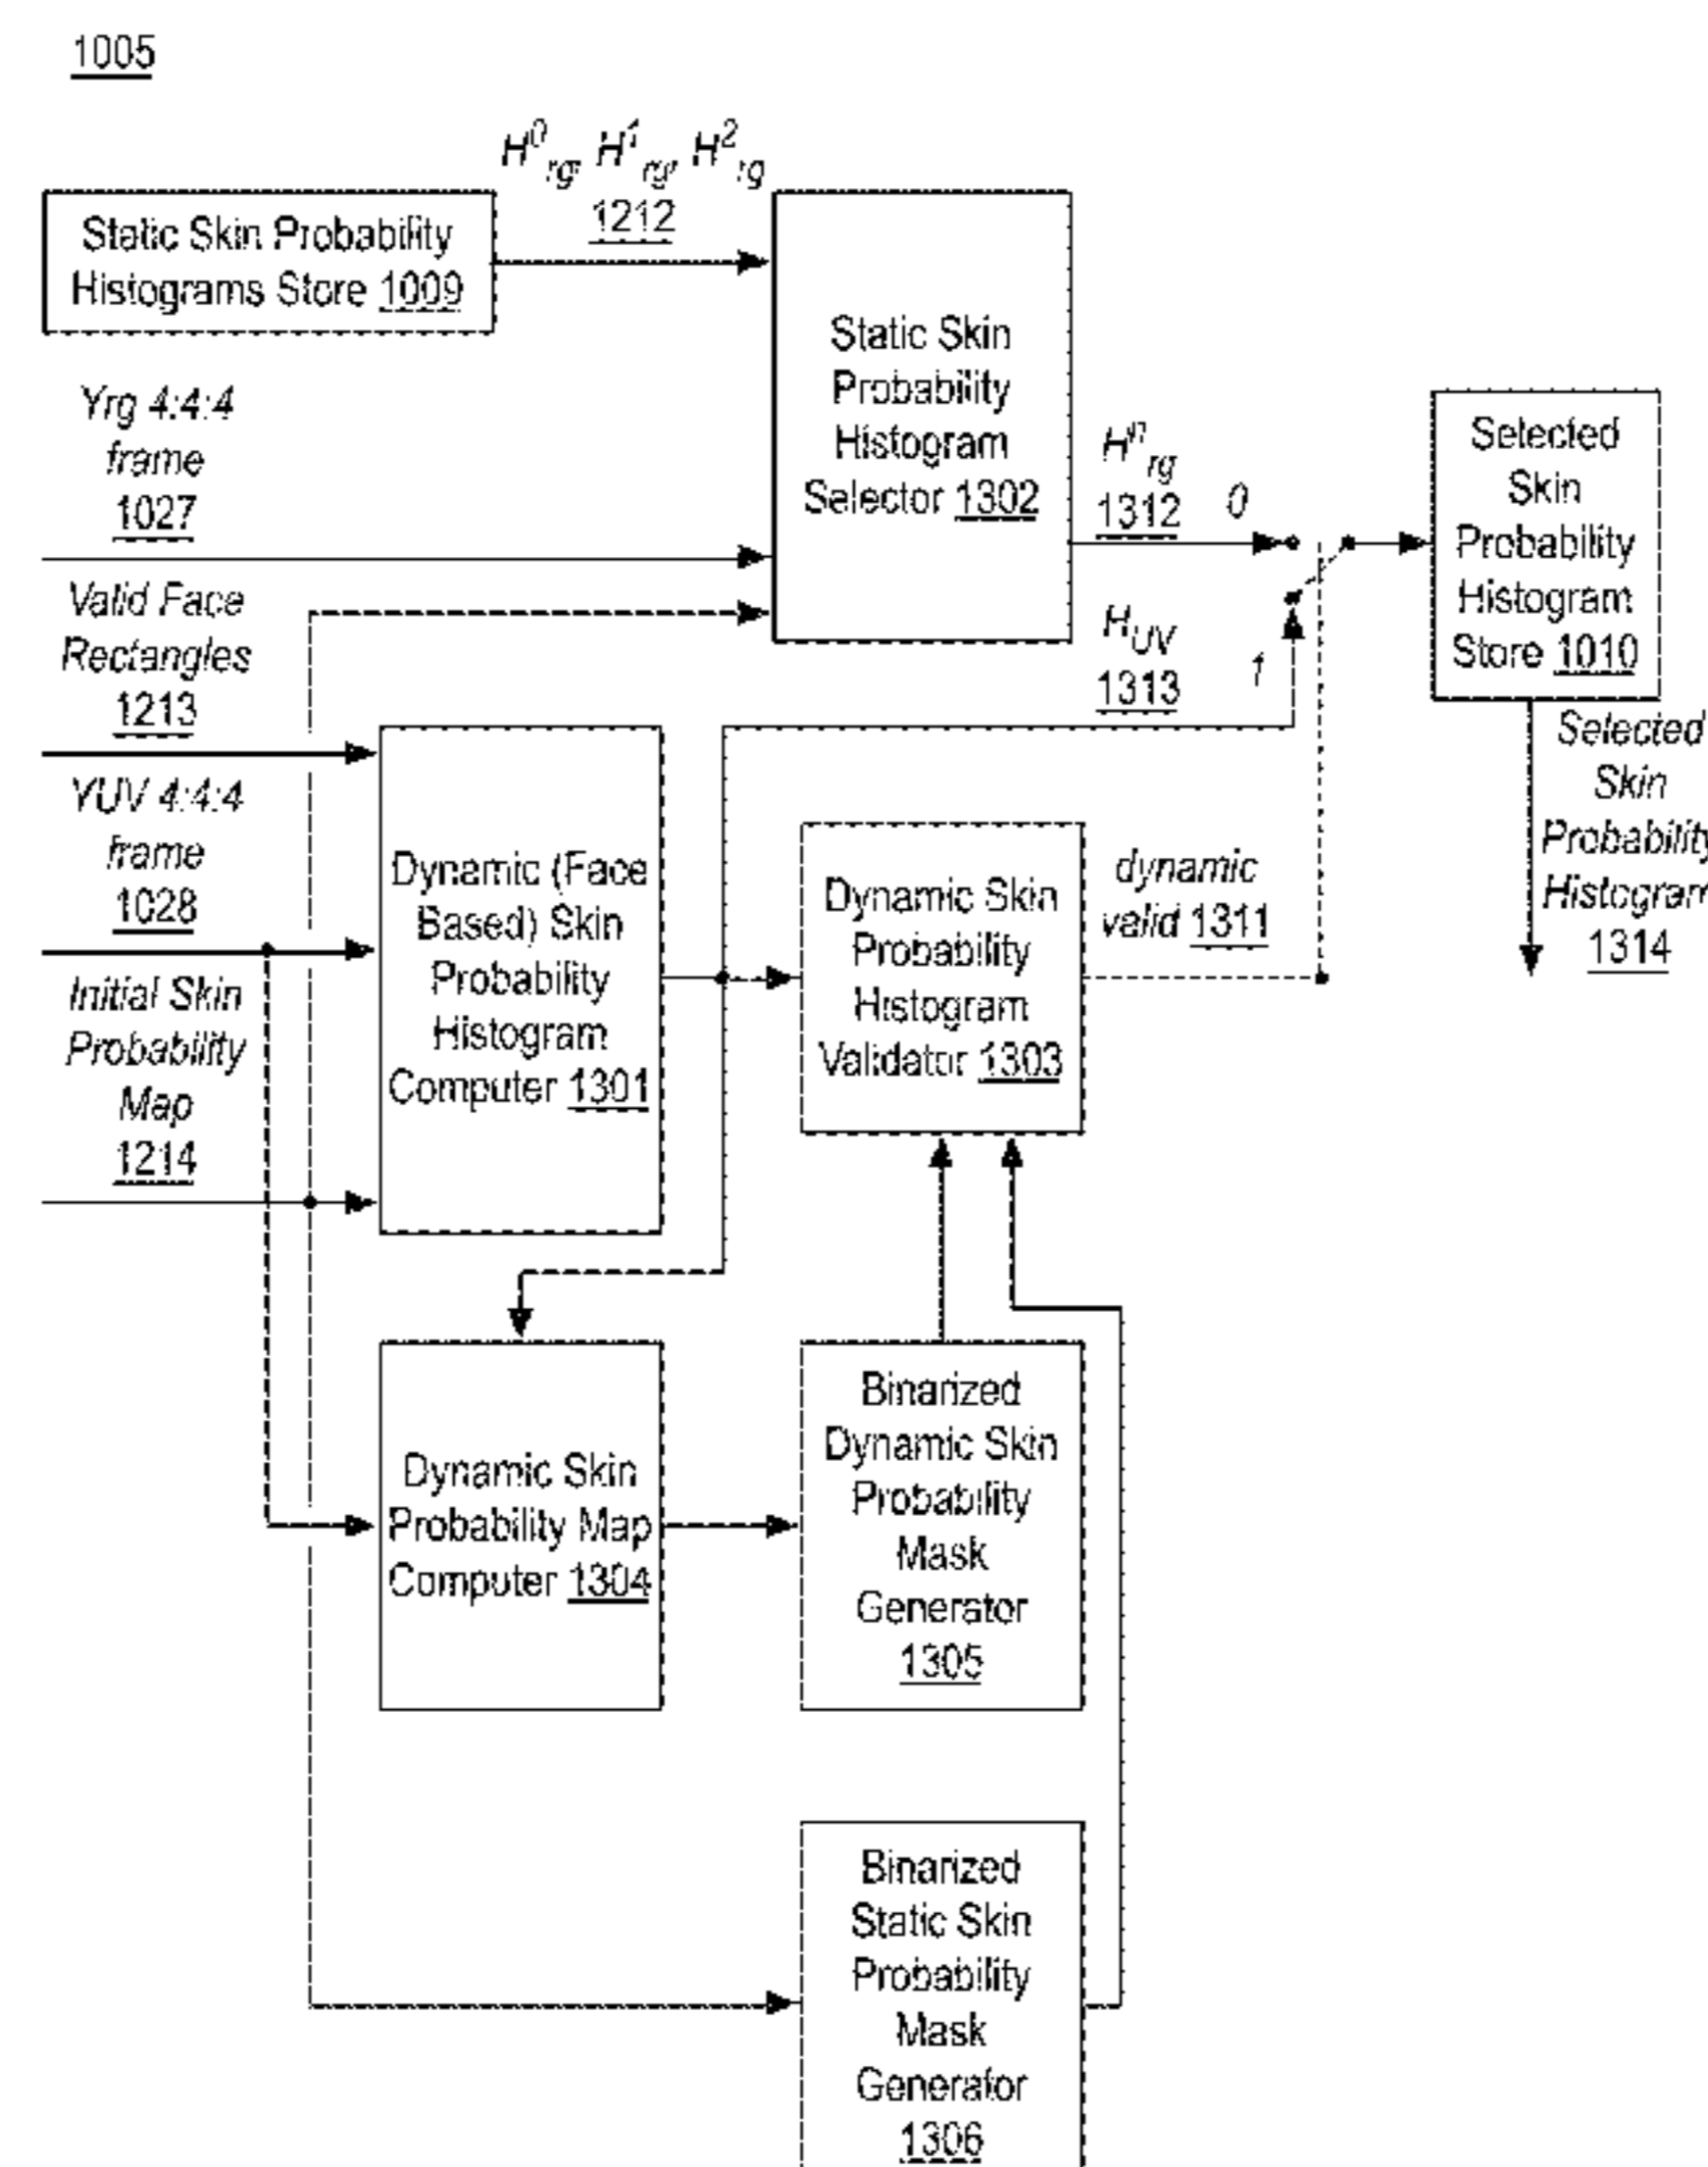 1005
H⁰rg, H¹rg, H²rg
1212
Static Skin Probability
Histograms Store 1009
Yrg 4:4:4
frame
1027
Valid Face
Rectangles
1213
YUV 4:4:4
frame
1028
Initial Skin
Probability
Map
1214
Static Skin
Probability
Histogram
Selector 1302
Hⁿrg
1312
0
HUV
1313
1
Selected
Skin
Probability
Histogram
Store 1010
Selected
Skin
Probability
Histogram
1314
Dynamic (Face
Based) Skin
Probability
Histogram
Computer 1301
Dynamic Skin
Probability
Histogram
Validator 1303
dynamic
valid 1311
Dynamic Skin
Probability Map
Computer 1304
Binarized
Dynamic Skin
Probability
Mask
Generator
1305
Binarized
Static Skin
Probability
Mask
Generator
1306